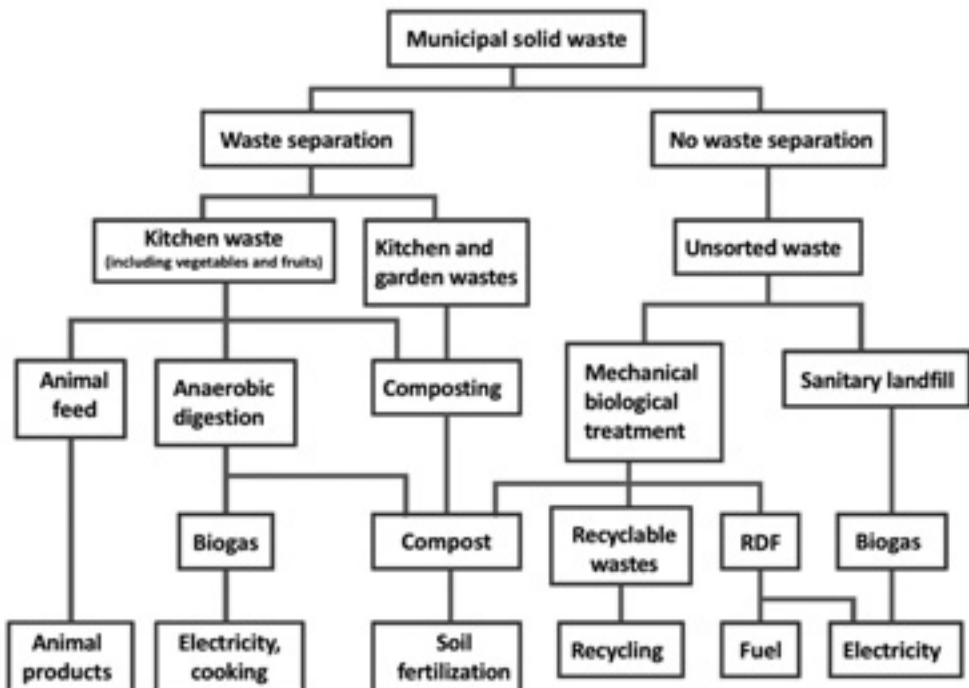 Municipal solid waste
Waste separation
No waste separation
Kitchen waste
(including vegetables and fruits)
Kitchen and
garden wastes
Unsorted waste
Animal
feed
Anaerobic
digestion
Composting
Mechanical
biological
treatment
Sanitary landfill
Biogas
Compost
Recyclable
wastes
RDF
Biogas
Animal
products
Electricity,
cooking
Soil
fertilization
Recycling
Fuel
Electricity